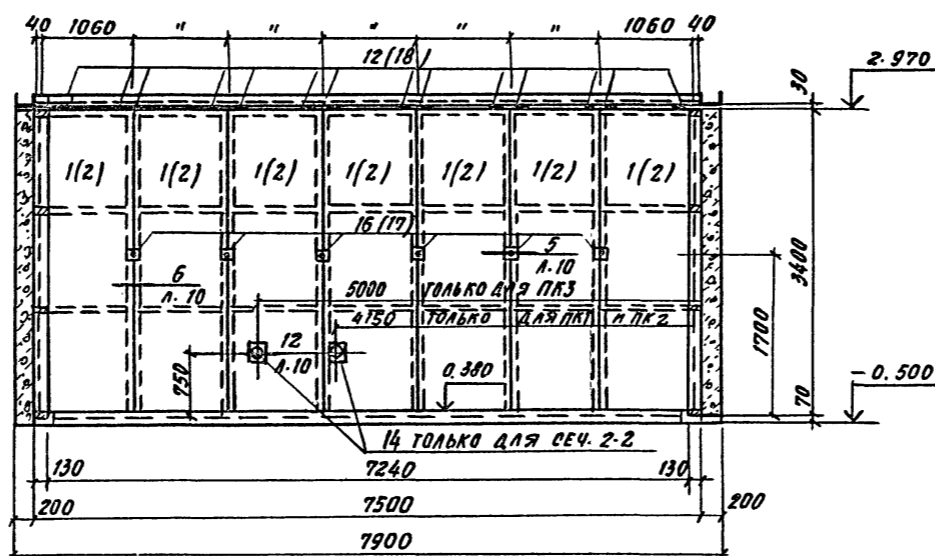 40 1060 " " " " " 1060 40
12(18)
2.970
30
1(2) 1(2) 1(2) 1(2) 1(2) 1(2) 1(2)
16(17)
5
Л.10
6
Л.10
3400
5000 ТОЛЬКО ДЛЯ ПК3
4750 ТОЛЬКО ДЛЯ ПК1 и ПК2
1700
12
Л.10
750
0.380
-0.500
70
14 ТОЛЬКО ДЛЯ СЕЧ. 2-2
130 7240 130
200 7500 200
7900